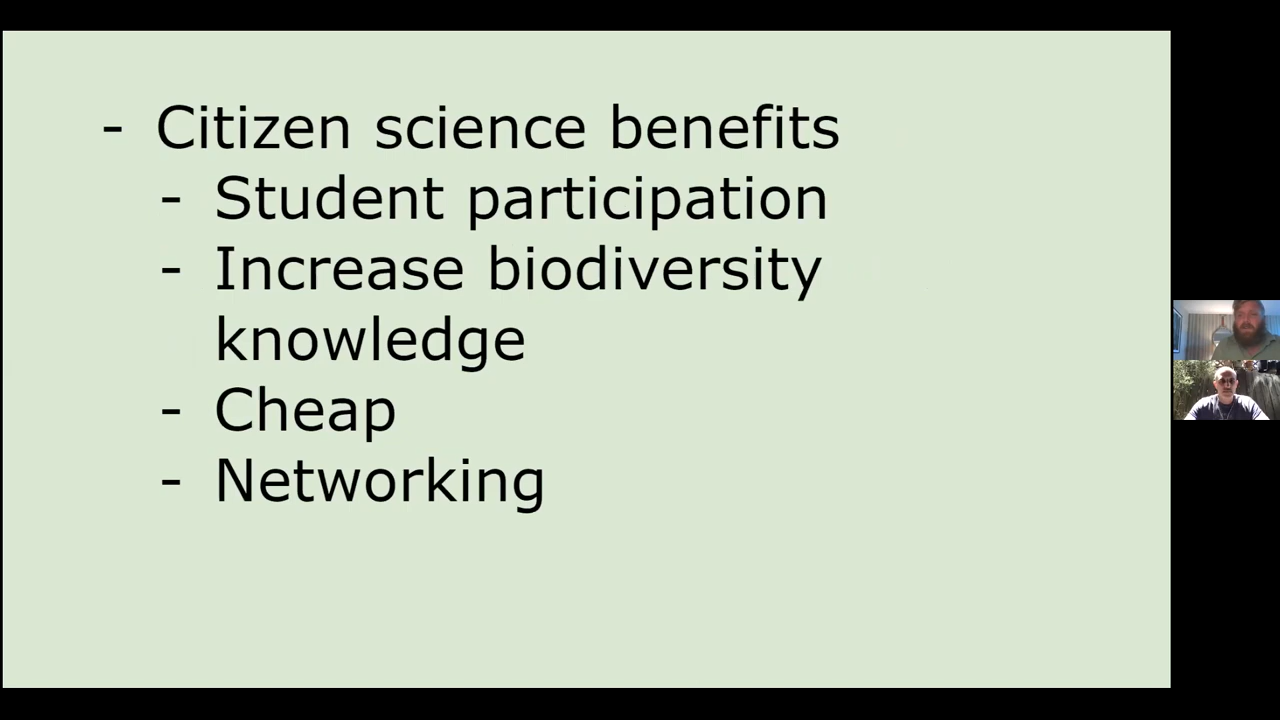 - Citizen science benefits
- Student participation
- Increase biodiversity
knowledge
- Cheap
- Networking